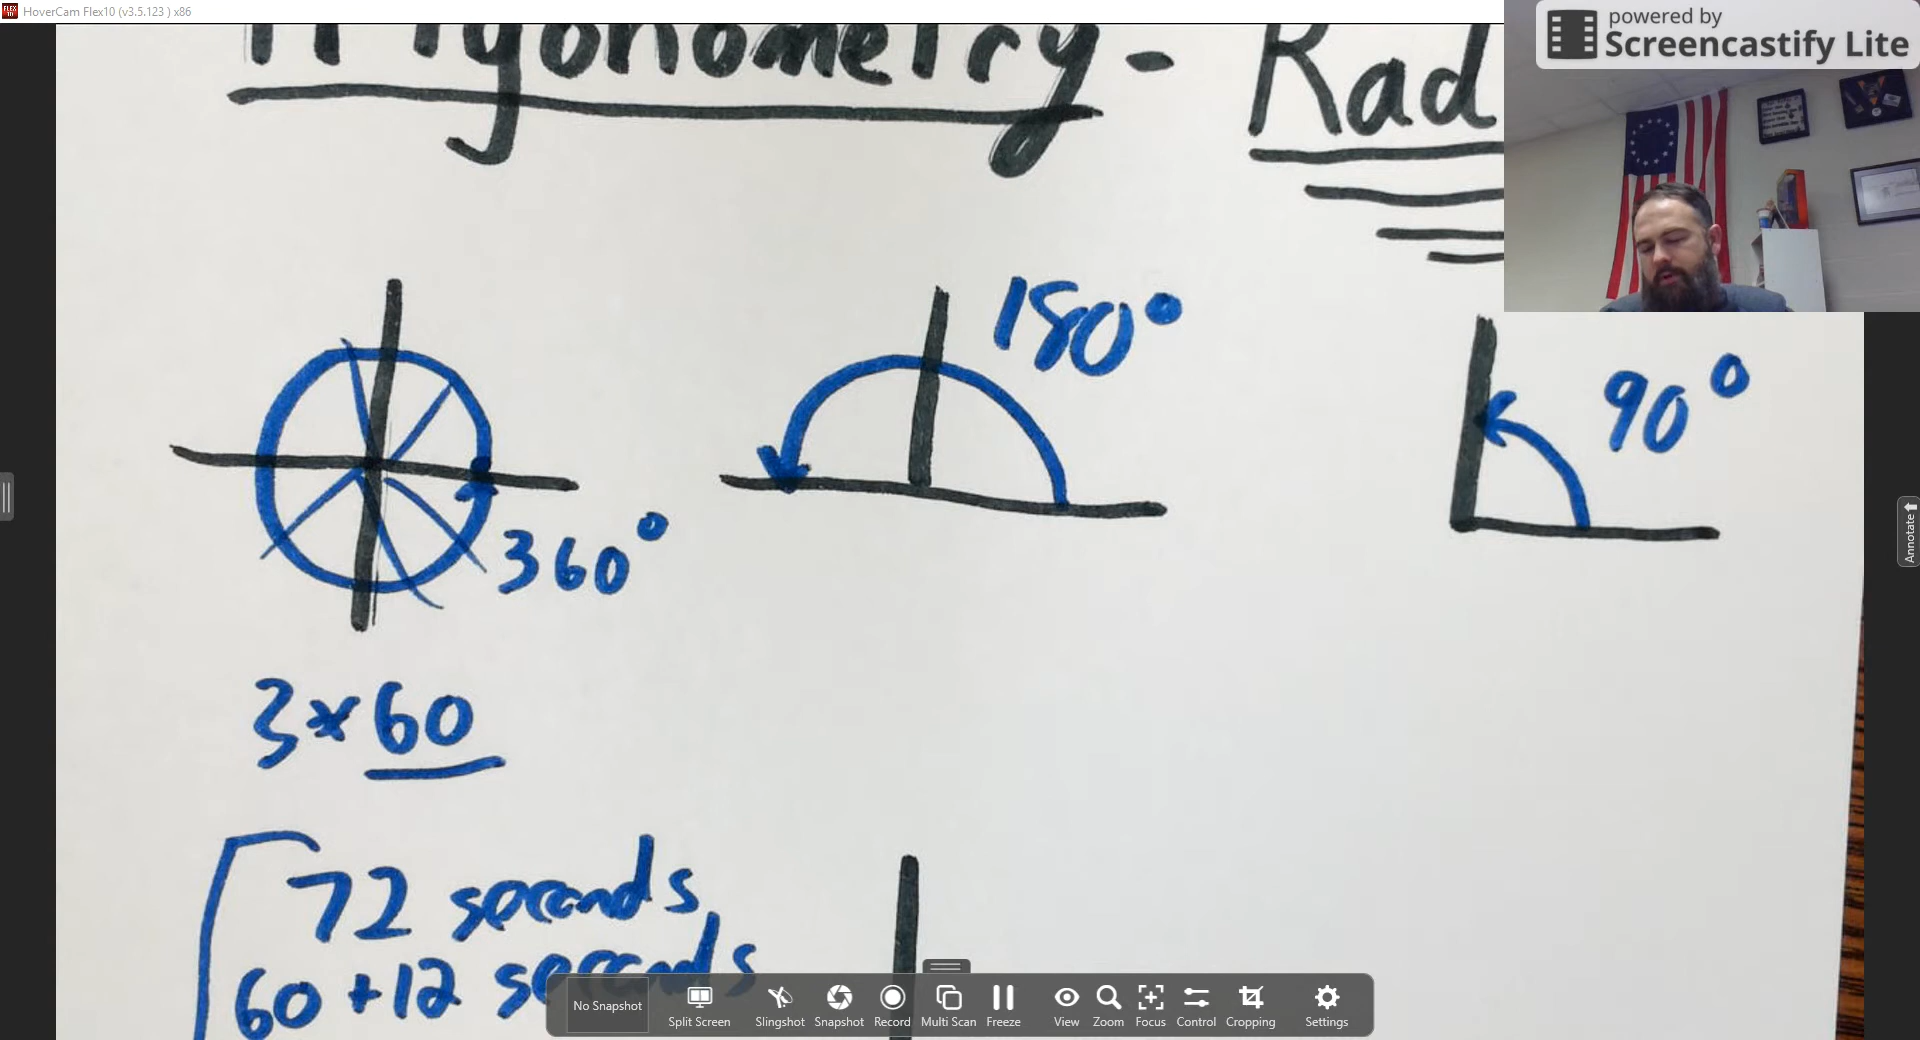 HoverCam Flex10 (v3.5.123 ) x86
powered by
Screencastify Lite
Trigonometry - Rad
180°
90°
360°
3 * 60
72 seconds
60 + 12 seconds
Annotate
No Snapshot
Split Screen
Slingshot
Snapshot
Record
Multi Scan
Freeze
View
Zoom
Focus
Control
Cropping
Settings